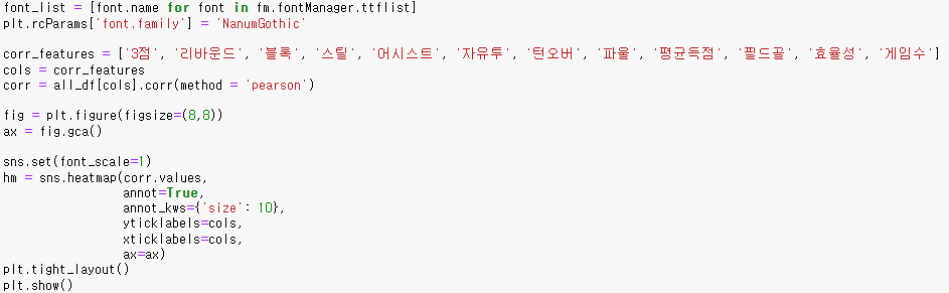 font_list = [font.name for font in fm.fontManager.ttflist]
plt.rcParams['font.family'] = 'NanumGothic'

corr_features = ['3점', '리바운드', '블록', '스틸', '어시스트', '자유투', '턴오버', '파울', '평균득점', '필드골', '효율성', '게임수']
cols = corr_features
corr = all_df[cols].corr(method = 'pearson')

fig = plt.figure(figsize=(8,8))
ax = fig.gca()

sns.set(font_scale=1)
hm = sns.heatmap(corr.values,
                 annot=True,
                 annot_kws={'size': 10},
                 yticklabels=cols,
                 xticklabels=cols,
                 ax=ax)
plt.tight_layout()
plt.show()